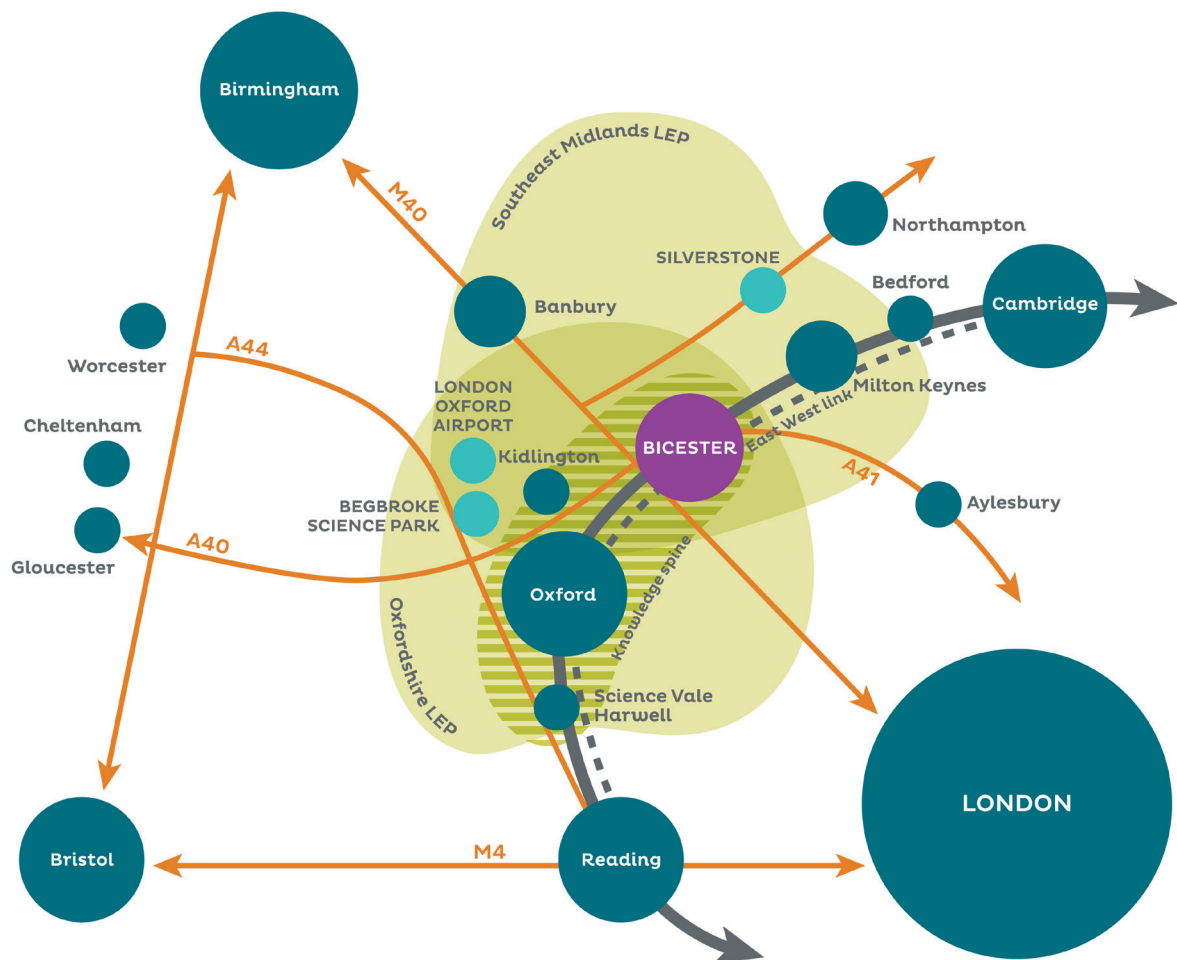 Birmingham
Southeast Midlands LEP
M40
Northampton
SILVERSTONE
Bedford
Cambridge
Banbury
Worcester
A44
Milton Keynes
East West link
LONDON
OXFORD
AIRPORT
Kidlington
BICESTER
Cheltenham
A41
Aylesbury
BEGBROKE
SCIENCE PARK
A40
Gloucester
Oxford
Knowledge spine
Oxfordshire LEP
Science Vale
Harwell
LONDON
M4
Bristol
Reading